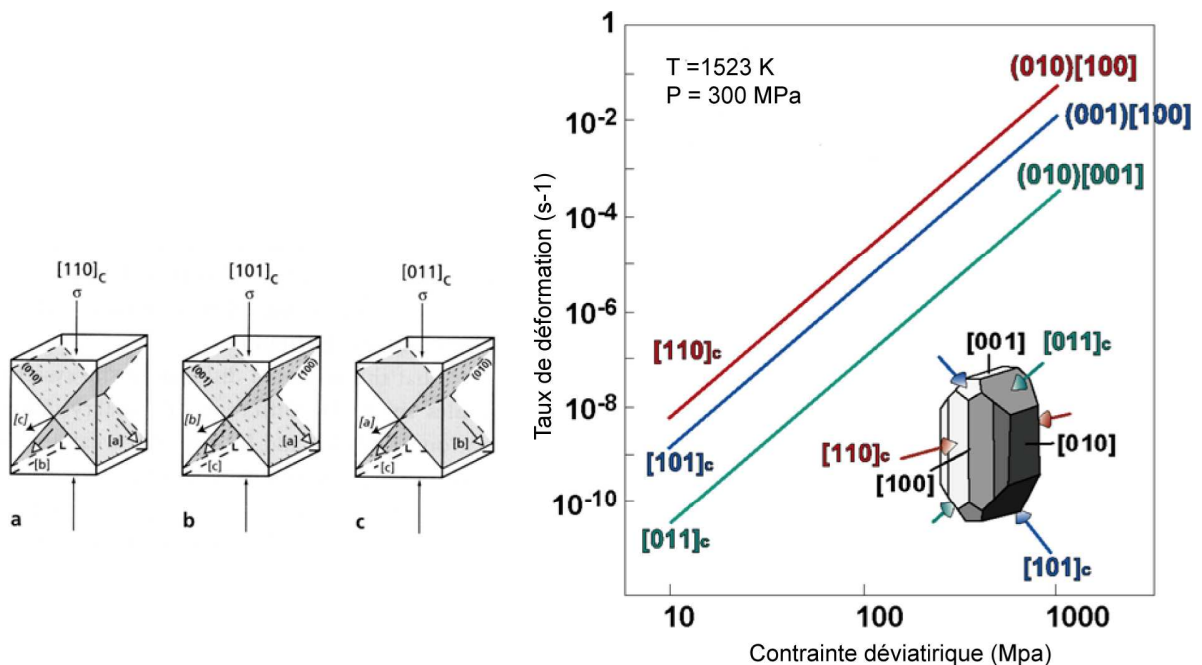 [110]c
σ
(010)
[c]
[b]
[a]
a
[101]c
σ
(001)
(100)
[b]
[c]
[a]
b
[011]c
σ
(010)
[a]
[c]
[b]
c
Taux de déformation (s-1)
1
10-2
10-4
10-6
10-8
10-10
T =1523 K
P = 300 MPa
(010)[100]
(001)[100]
(010)[001]
[110]c
[101]c
[011]c
[001]
[011]c
[110]c
[010]
[100]
[101]c
10
100
1000
Contrainte déviatirique (Mpa)